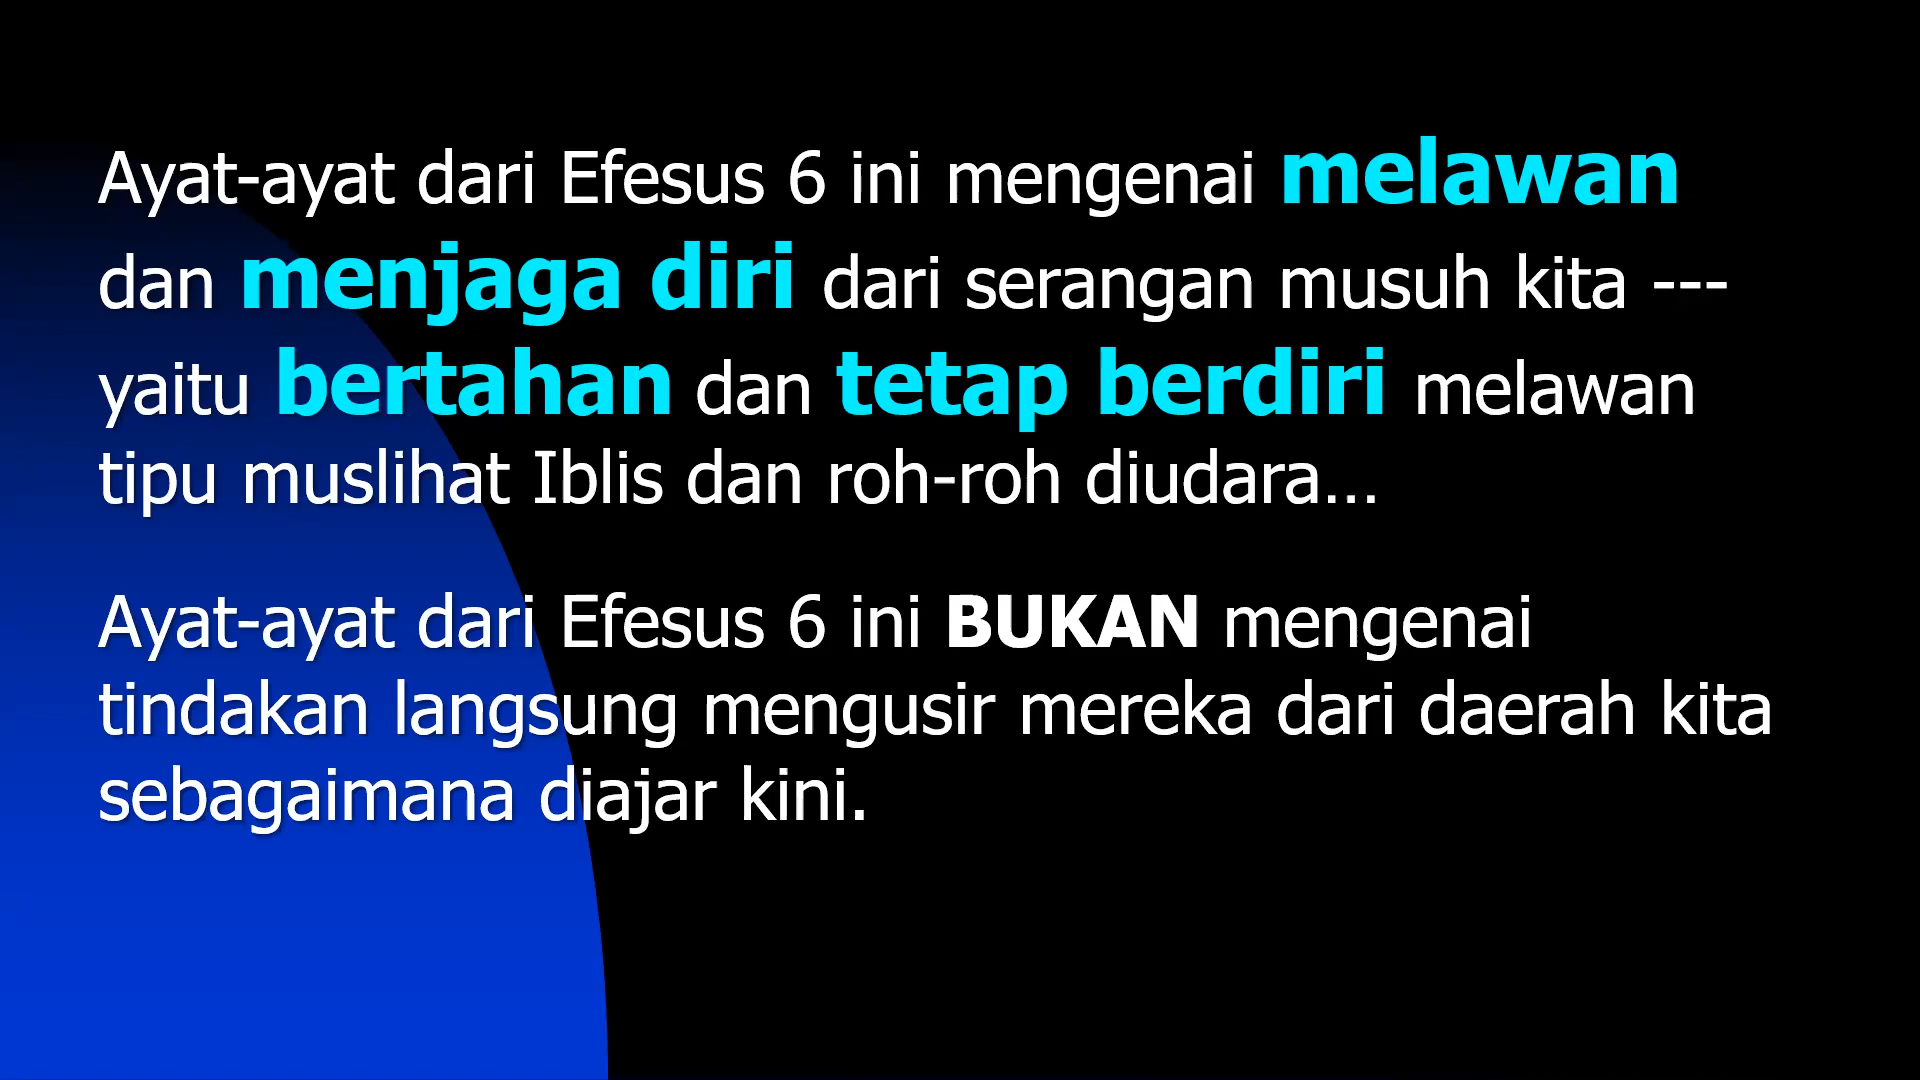 Ayat-ayat dari Efesus 6 ini mengenai melawan
dan menjaga diri dari serangan musuh kita ---
yaitu bertahan dan tetap berdiri melawan
tipu muslihat Iblis dan roh-roh diudara...
Ayat-ayat dari Efesus 6 ini BUKAN mengenai
tindakan langsung mengusir mereka dari daerah kita
sebagaimana diajar kini.